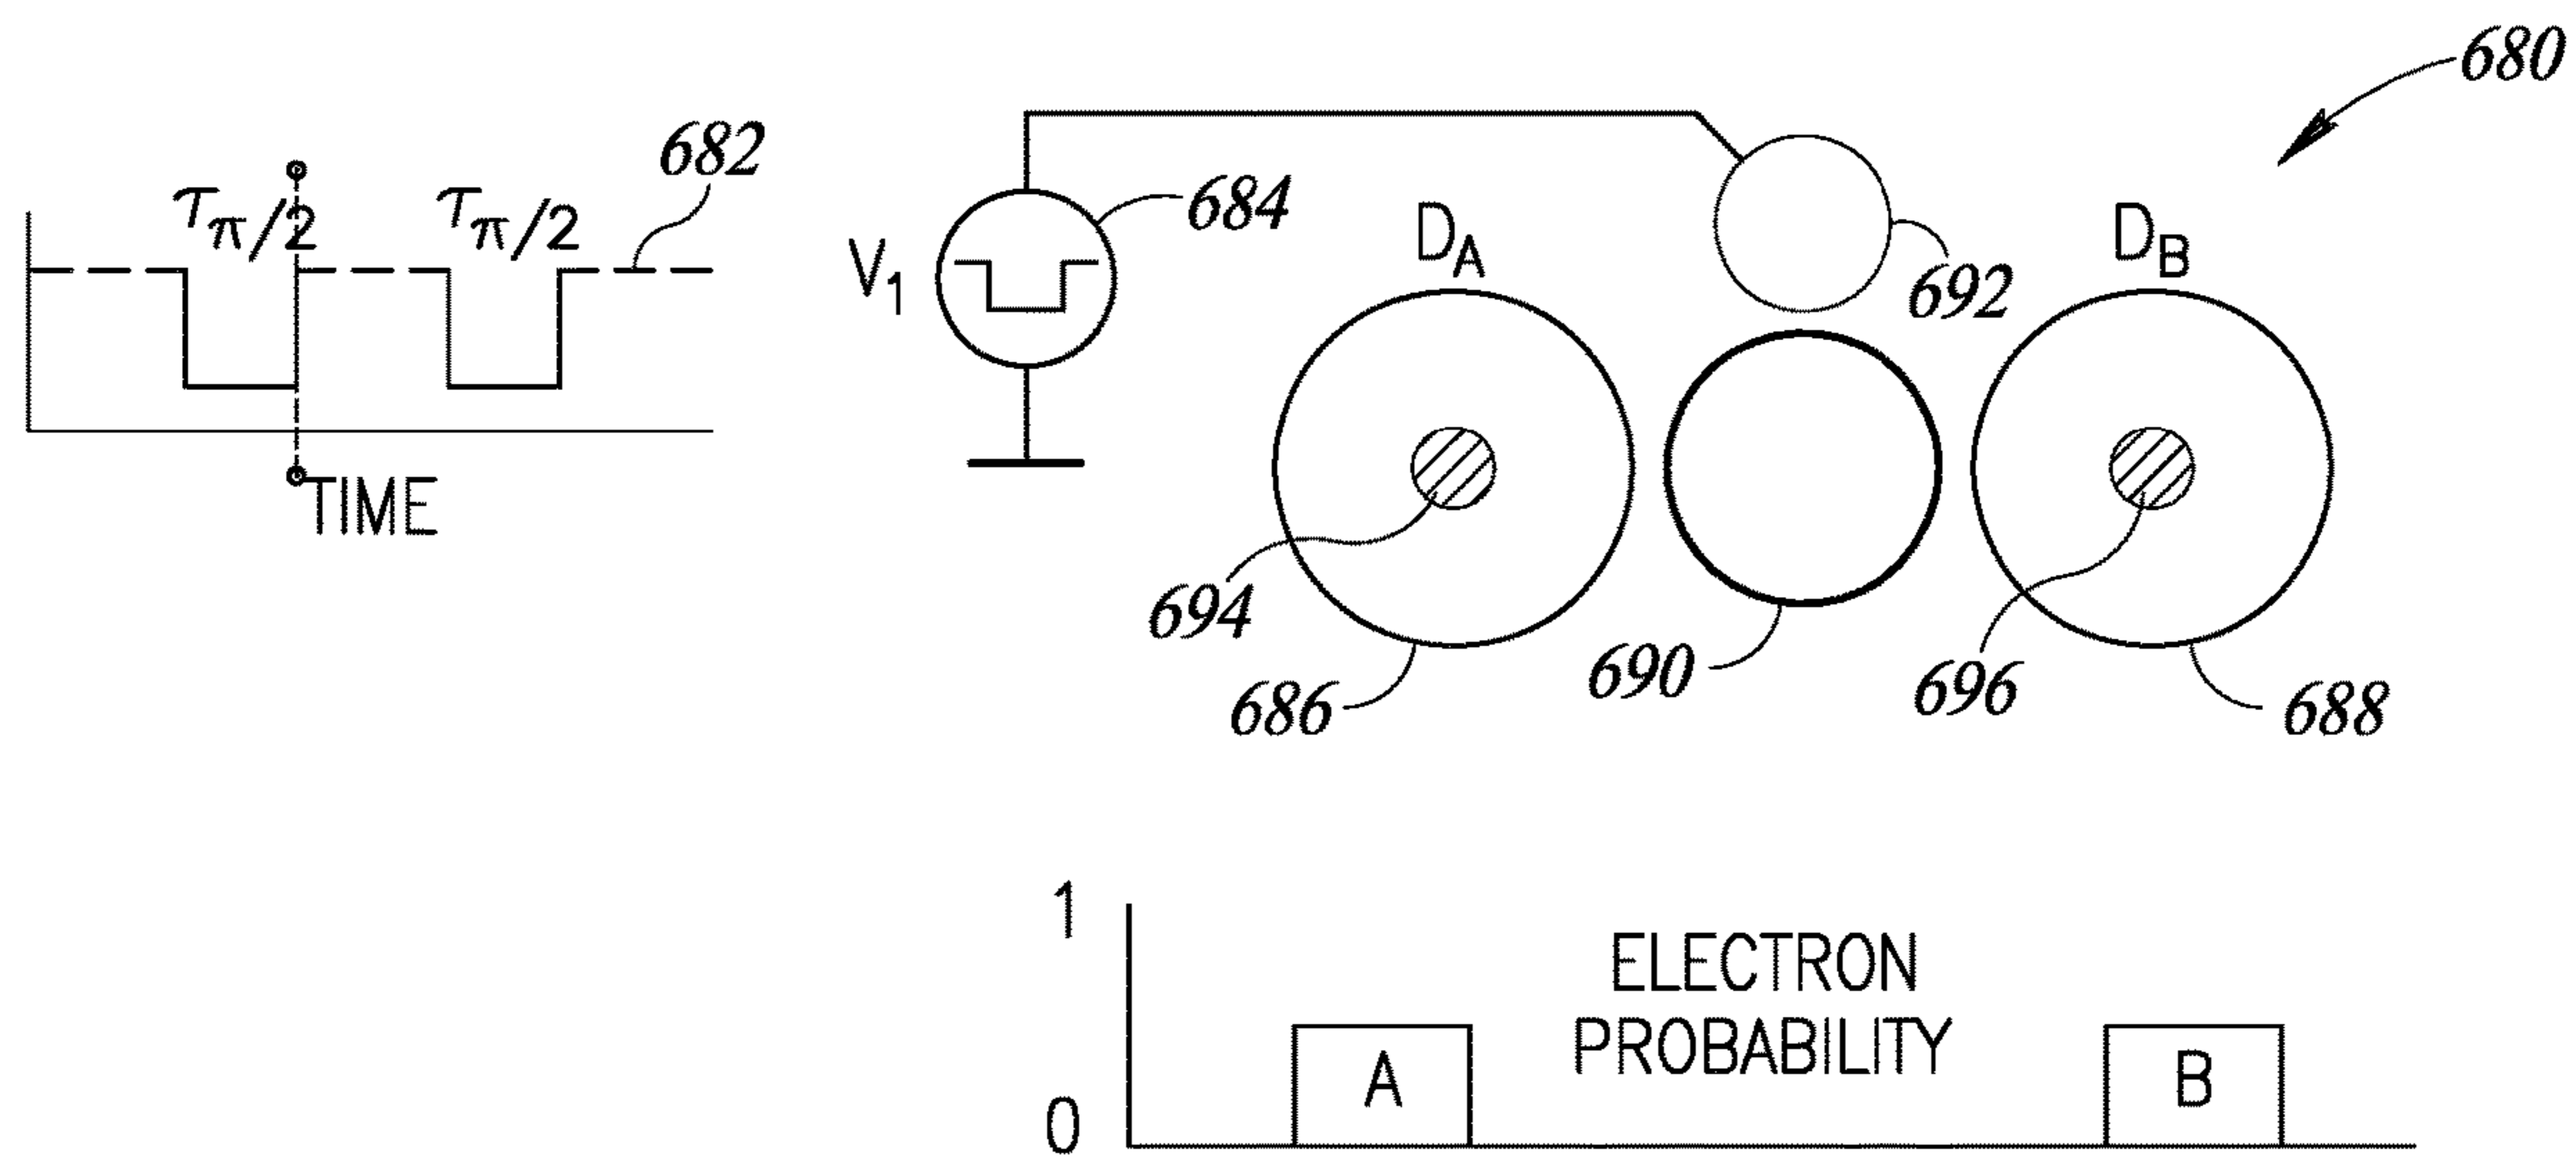 680
682
τπ/2 τπ/2
684
V1
DA
DB
692
TIME
694
690
696
686
688
1
ELECTRON
PROBABILITY
A
B
0